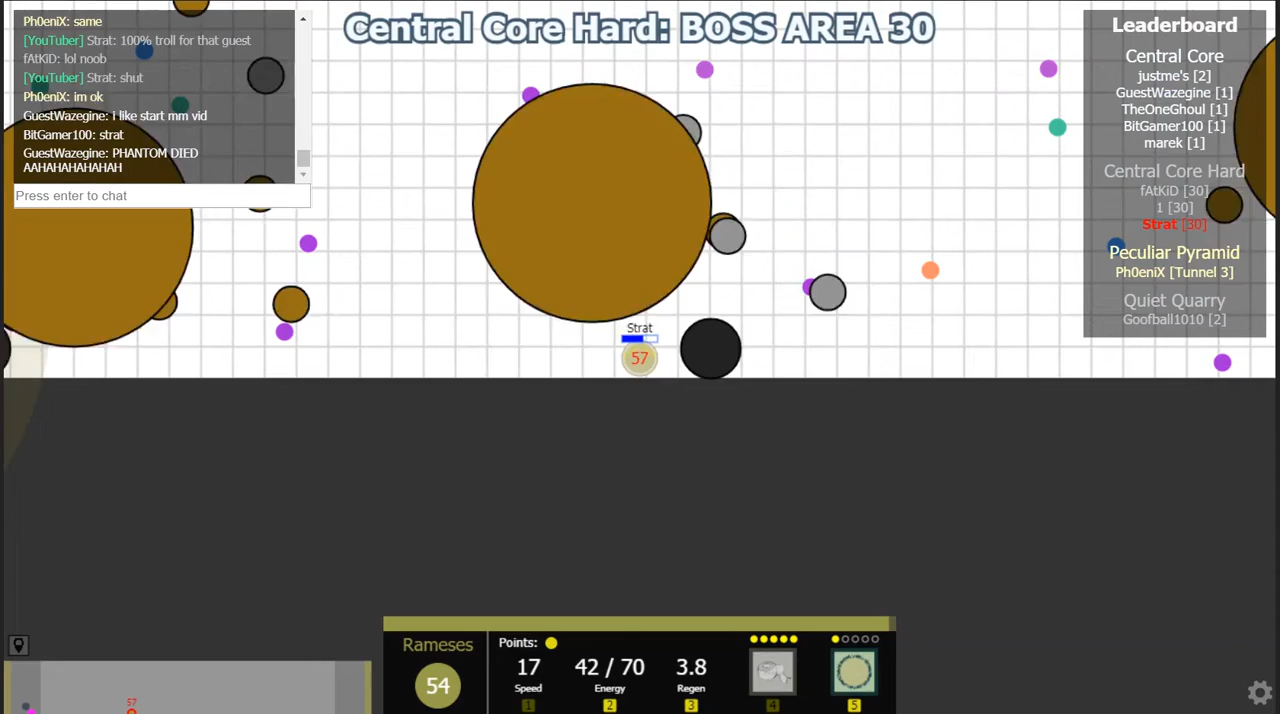 Central Core Hard: BOSS AREA 30
Ph0eniX: same
[YouTuber] Strat: 100% troll for that guest
fAtKiD: lol noob
[YouTuber] Strat: shut
Ph0eniX: im ok
GuestWazegine: i like start mm vid
BitGamer100: strat
GuestWazegine: PHANTOM DIED
AAHAHAHAHAHAH
Press enter to chat
Leaderboard
Central Core
justme's [2]
GuestWazegine [1]
TheOneGhoul [1]
BitGamer100 [1]
marek [1]
Central Core Hard
fAtKiD [30]
1 [30]
Strat [30]
Peculiar Pyramid
Ph0eniX [Tunnel 3]
Quiet Quarry
Goofball1010 [2]
Strat
57
57
Rameses
54
Points:
17 42 / 70 3.8
Speed Energy Regen
1 2 3 4 5